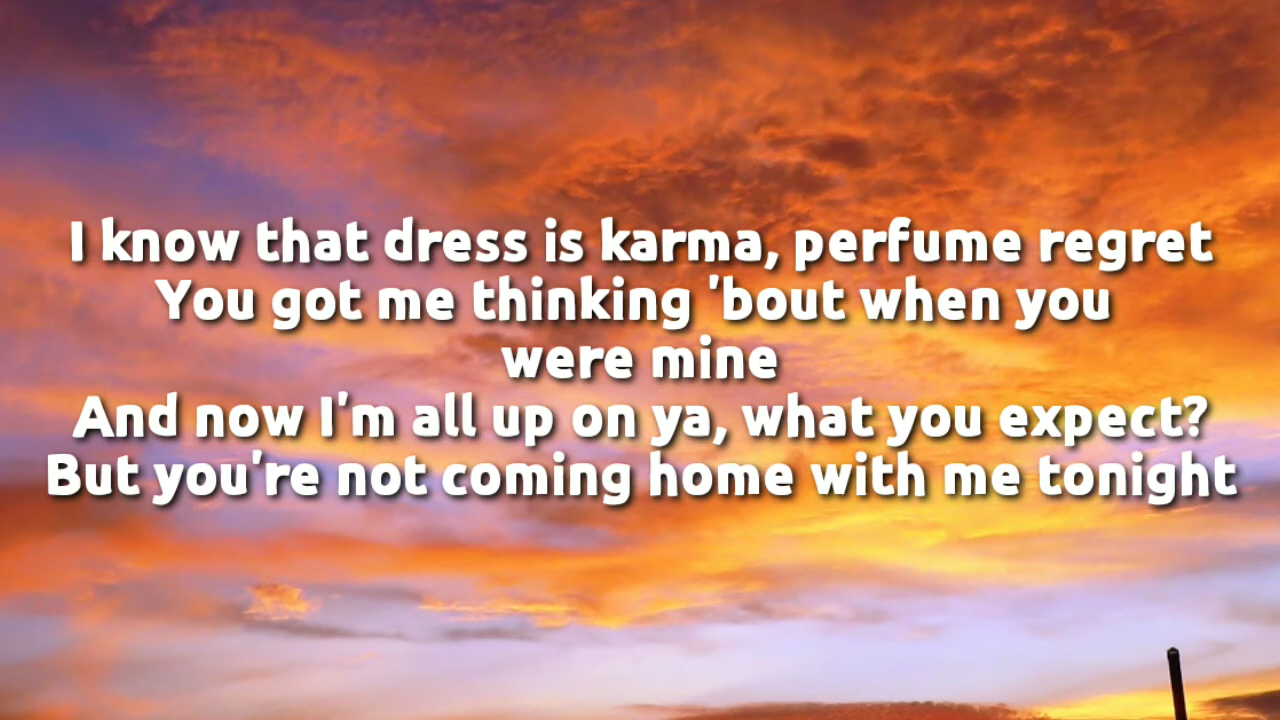 I know that dress is karma, perfume regret
You got me thinking 'bout when you
were mine
And now I'm all up on ya, what you expect?
But you're not coming home with me tonight